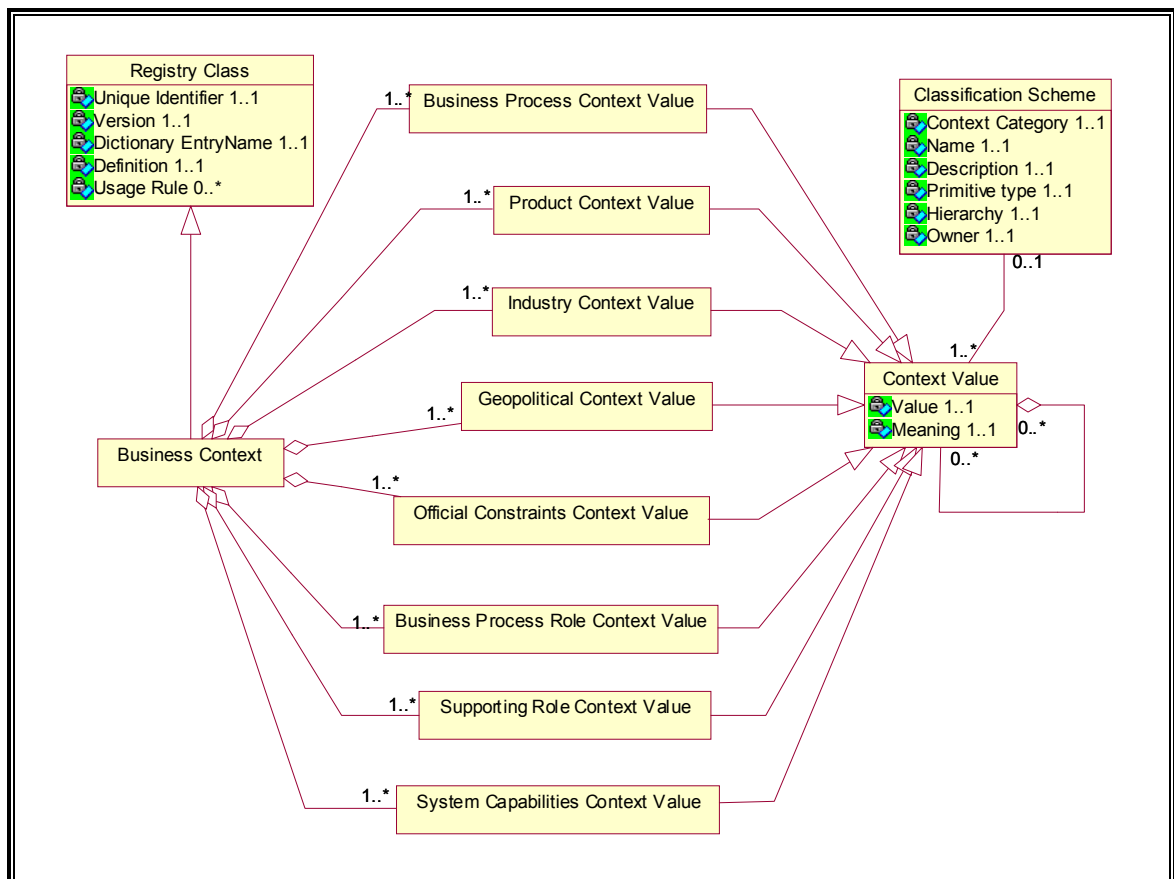 Registry Class
Unique Identifier 1..1
Version 1..1
Dictionary EntryName 1..1
Definition 1..1
Usage Rule 0..*
1..*
Business Process Context Value
Classification Scheme
Context Category 1..1
Name 1..1
Description 1..1
Primitive type 1..1
Hierarchy 1..1
Owner 1..1
0..1
1..*
Product Context Value
1..*
Industry Context Value
1..*
Context Value
Value 1..1
Meaning 1..1
0..*
0..*
1..*
Geopolitical Context Value
Business Context
1..*
Official Constraints Context Value
1..*
Business Process Role Context Value
1..*
Supporting Role Context Value
1..*
System Capabilities Context Value